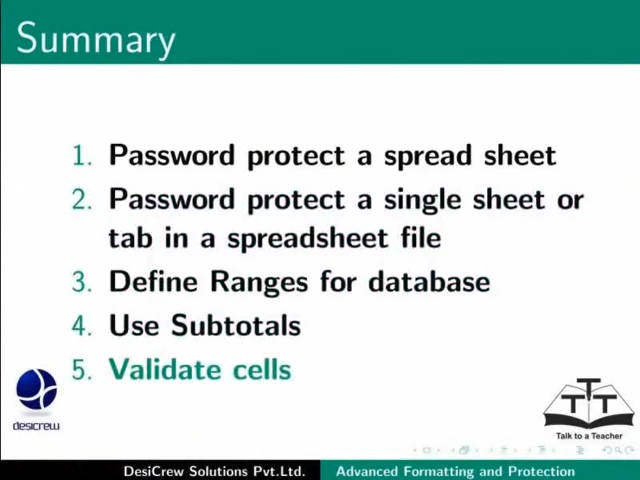 Summary
1. Password protect a spread sheet
2. Password protect a single sheet or
tab in a spreadsheet file
3. Define Ranges for database
4. Use Subtotals
5. Validate cells
desicrew
TTT
Talk to a Teacher
DesiCrew Solutions Pvt.Ltd. Advanced Formatting and Protection